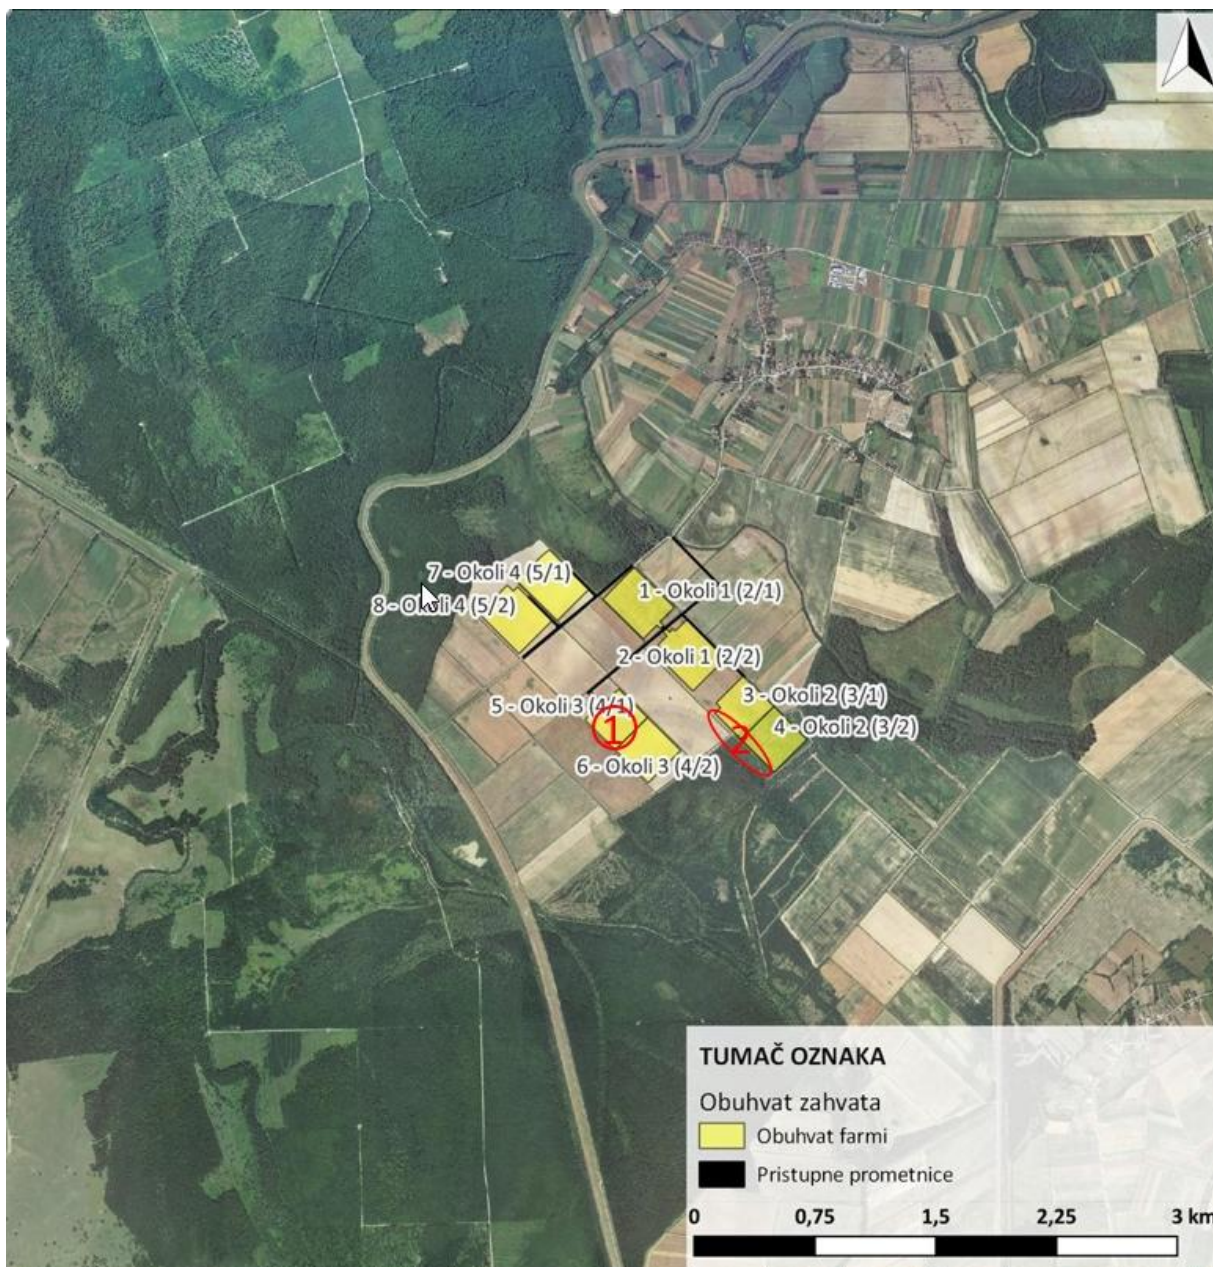 7 - Okoli 4 (5/1)
8 - Okoli 4 (5/2)
1 - Okoli 1 (2/1)
2 - Okoli 1 (2/2)
3 - Okoli 2 (3/1)
4 - Okoli 2 (3/2)
5 - Okoli 3 (4/1)
1
2
6 - Okoli 3 (4/2)
TUMAČ OZNAKA
Obuhvat zahvata
Obuhvat farmi
Pristupne prometnice
0 0,75 1,5 2,25 3 km